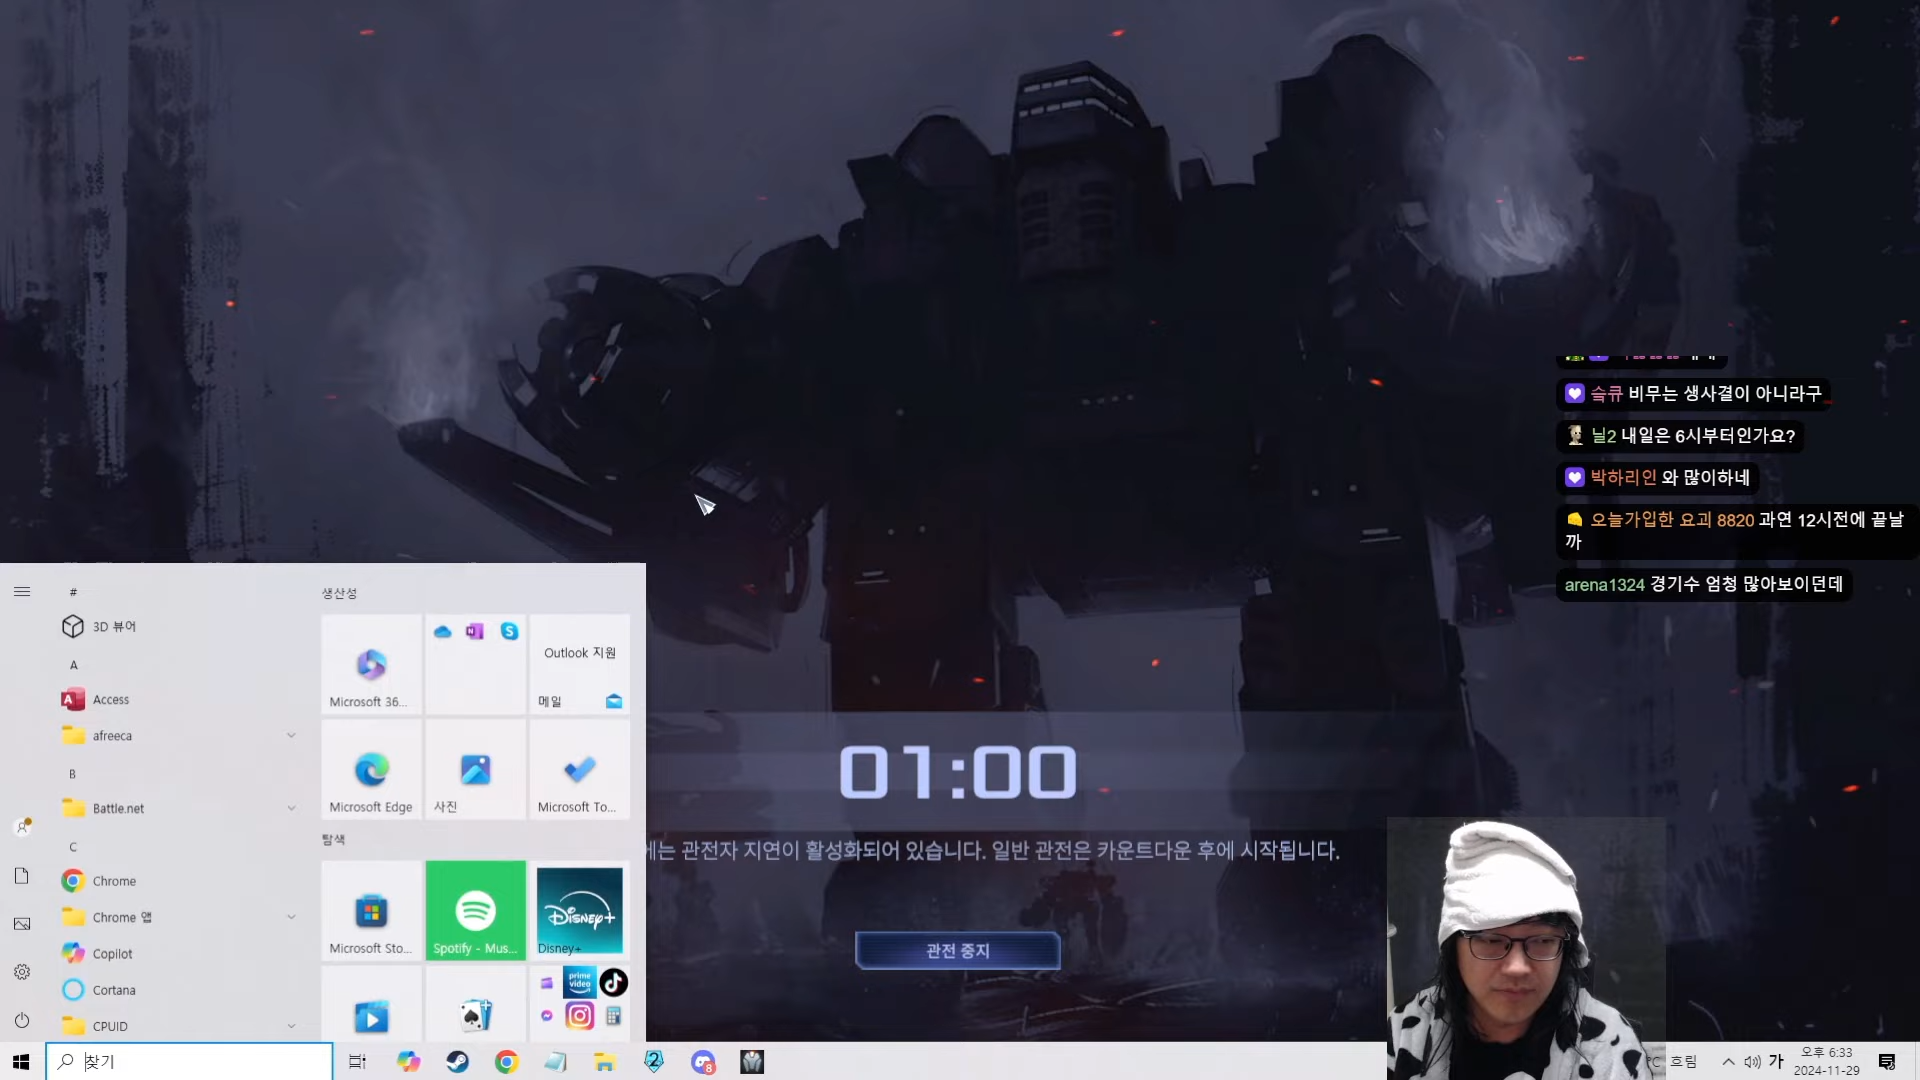 슼큐 비무는 생사결이 아니라구
닐2 내일은 6시부터인가요?
박하리인 와 많이하네
오늘가입한 요괴 8820 과연 12시전에 끝날
까
arena1324 경기수 엄청 많아보이던데
#
3D 뷰어
A
Access
afreeca
B
Battle.net
C
Chrome
Chrome 앱
Copilot
Cortana
CPUID
생산성
Microsoft 36...
Outlook 지원
메일
Microsoft Edge
사진
Microsoft To...
탐색
Microsoft Sto...
Spotify - Mus...
Disney+
Disney+
prime video
01:00
에는 관전자 지연이 활성화되어 있습니다. 일반 관전은 카운트다운 후에 시작됩니다.
관전 중지
찾기
8
°C 흐림
가
오후 6:33
2024-11-29